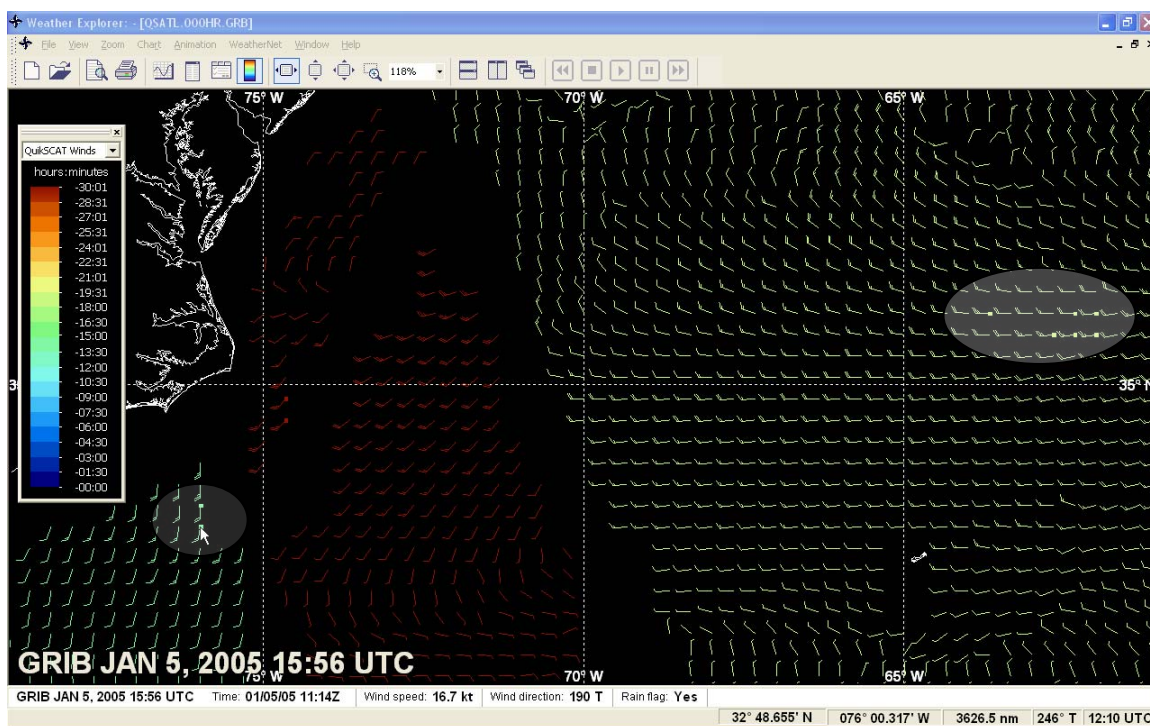 Weather Explorer: - [QSATL.000HR.GRB]
File View Zoom Chart Animation WeatherNet Window Help
118%
75° W 70° W 65° W
QuikSCAT Winds
hours:minutes
-30:01
-28:31
-27:01
-25:31
-24:01
-22:31
-21:01
-19:31
-18:00
-16:30
-15:00
-13:30
-12:00
-10:30
-09:00
-07:30
-06:00
-04:30
-03:00
-01:30
-00:00
35° N
GRIB JAN 5, 2005 15:56 UTC
75° W 70° W 65° W
GRIB JAN 5, 2005 15:56 UTC Time: 01/05/05 11:14Z Wind speed: 16.7 kt Wind direction: 190 T Rain flag: Yes
32° 48.655' N 076° 00.317' W 3626.5 nm 246° T 12:10 UTC